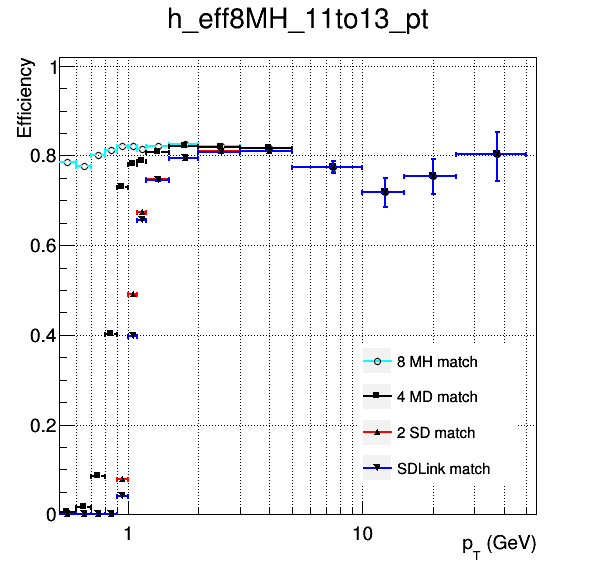 h_eff8MH_11to13_pt
Efficiency
1
0.8
0.6
0.4
0.2
0
8 MH match
4 MD match
2 SD match
SDLink match
1
10
p_T (GeV)